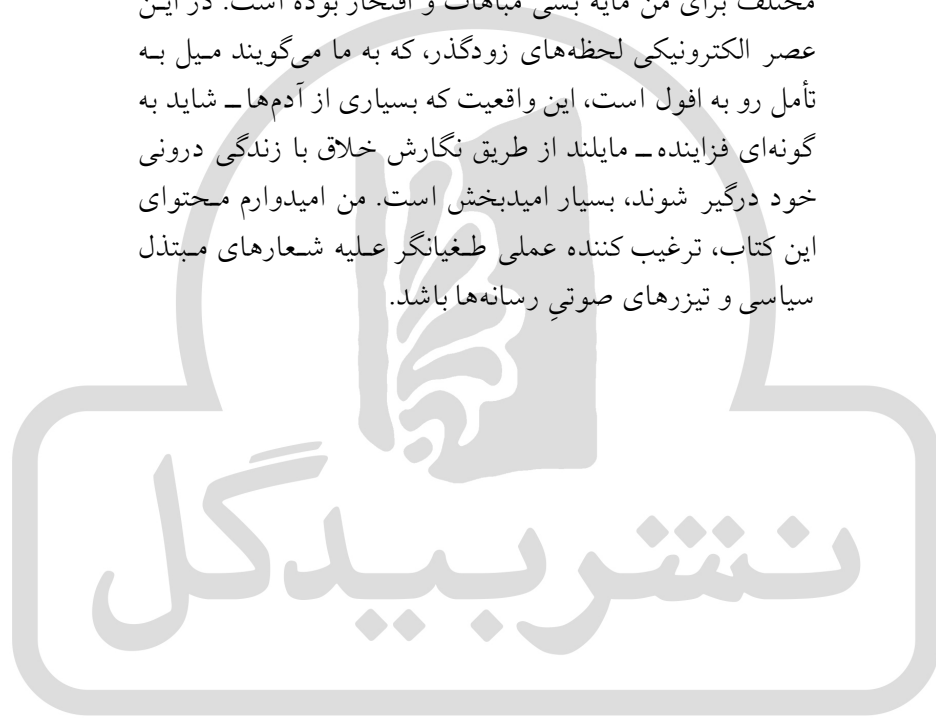 مختلف برای من مایه بسی مباهات و افتخار بوده است. در این
عصر الکترونیکی لحظه‌های زودگذر، که به ما می‌گویند میل به
تأمل رو به افول است، این واقعیت که بسیاری از آدم‌ها ــ شاید به
گونه‌ای فزاینده ــ مایلند از طریق نگارش خلاق با زندگی درونی
خود درگیر شوند، بسیار امیدبخش است. من امیدوارم محتوای
این کتاب، ترغیب کننده عملی طغیانگر علیه شعارهای مبتذل
سیاسی و تیزرهای صوتیِ رسانه‌ها باشد.
نشر بیدگل